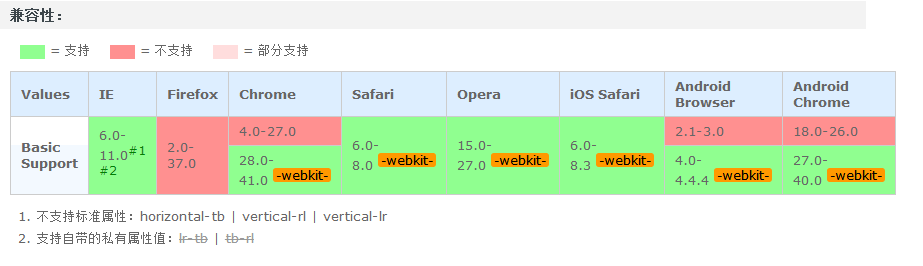 兼容性：
= 支持 = 不支持 = 部分支持
Values IE Firefox Chrome Safari Opera iOS Safari Android Browser Android Chrome
Basic Support 6.0-11.0#1 #2 2.0-37.0 4.0-27.0 6.0-8.0 -webkit- 15.0-27.0 -webkit- 6.0-8.3 -webkit- 2.1-3.0 18.0-26.0
28.0-41.0 -webkit- 4.0-4.4.4 -webkit- 27.0-40.0 -webkit-
1. 不支持标准属性：horizontal-tb | vertical-rl | vertical-lr
2. 支持自带的私有属性值：lr-tb | tb-rl